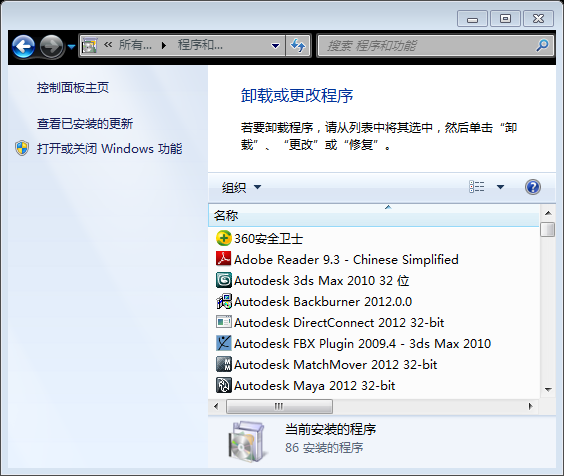 所有...
程序和...
搜索 程序和功能
控制面板主页
查看已安装的更新
打开或关闭 Windows 功能
卸载或更改程序
若要卸载程序，请从列表中将其选中，然后单击“卸
载”、“更改”或“修复”。
组织
名称
360安全卫士
Adobe Reader 9.3 - Chinese Simplified
Autodesk 3ds Max 2010 32 位
Autodesk Backburner 2012.0.0
Autodesk DirectConnect 2012 32-bit
Autodesk FBX Plugin 2009.4 - 3ds Max 2010
Autodesk MatchMover 2012 32-bit
Autodesk Maya 2012 32-bit
当前安装的程序
86 安装的程序